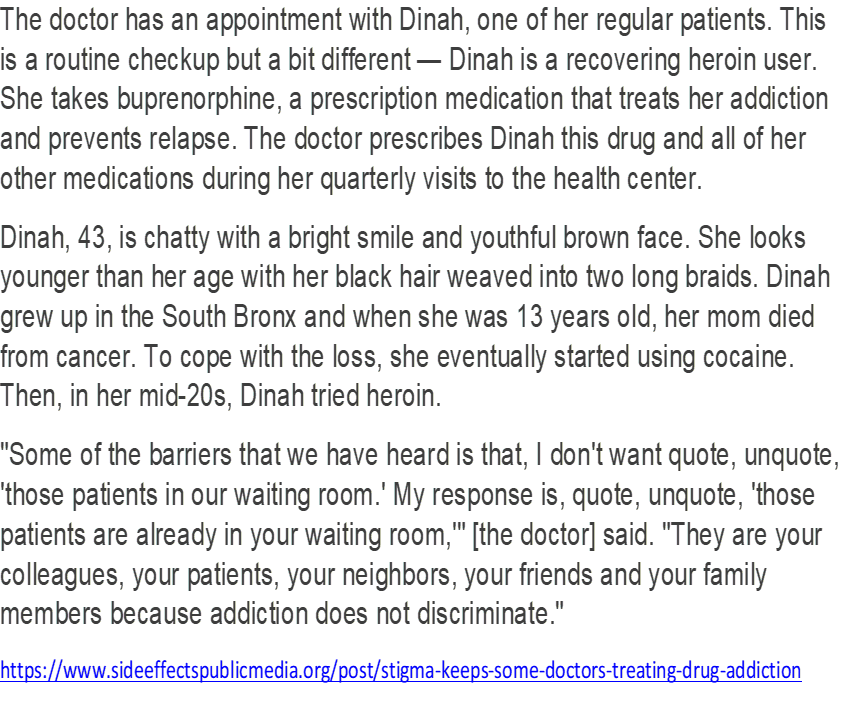 The doctor has an appointment with Dinah, one of her regular patients. This
is a routine checkup but a bit different — Dinah is a recovering heroin user.
She takes buprenorphine, a prescription medication that treats her addiction
and prevents relapse. The doctor prescribes Dinah this drug and all of her
other medications during her quarterly visits to the health center.
Dinah, 43, is chatty with a bright smile and youthful brown face. She looks
younger than her age with her black hair weaved into two long braids. Dinah
grew up in the South Bronx and when she was 13 years old, her mom died
from cancer. To cope with the loss, she eventually started using cocaine.
Then, in her mid-20s, Dinah tried heroin.
"Some of the barriers that we have heard is that, I don't want quote, unquote,
'those patients in our waiting room.' My response is, quote, unquote, 'those
patients are already in your waiting room,'" [the doctor] said. "They are your
colleagues, your patients, your neighbors, your friends and your family
members because addiction does not discriminate."
https://www.sideeffectspublicmedia.org/post/stigma-keeps-some-doctors-treating-drug-addiction